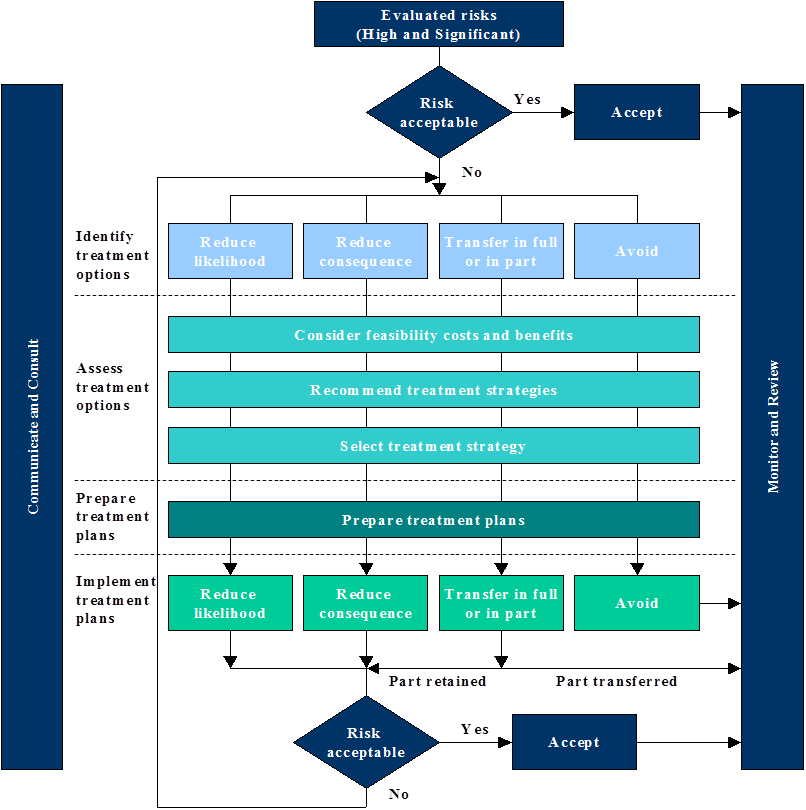 Evaluated risks
(High and Significant)
Risk
acceptable
Yes
Accept
No
Identify
treatment
options
Reduce
likelihood
Reduce
consequence
Transfer in full
or in part
Avoid
Assess
treatment
options
Consider feasibility costs and benefits
Recommend treatment strategies
Select treatment strategy
Prepare
treatment
plans
Prepare treatment plans
Implement
treatment
plans
Reduce
likelihood
Reduce
consequence
Transfer in full
or in part
Avoid
Part retained
Part transferred
Risk
acceptable
Yes
Accept
No
Communicate and Consult
Monitor and Review